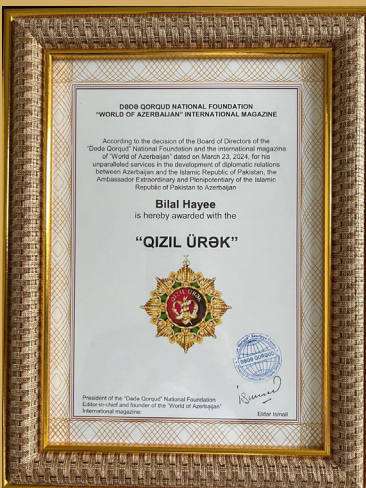 DƏDƏ QORQUD NATIONAL FOUNDATION
"WORLD OF AZERBAIJAN" INTERNATIONAL MAGAZINE
According to the decision of the Board of Directors of the
"Dədə Qorqud" National Foundation and the international magazine
of "World of Azerbaijan" dated on March 23, 2024, for his
unparalleled services in the development of diplomatic relations
between Azerbaijan and the Islamic Republic of Pakistan, the
Ambassador Extraordinary and Plenipotentiary of the Islamic
Republic of Pakistan to Azerbaijan
Bilal Hayee
is hereby awarded with the
"QIZIL ÜRƏK"
QIZIL ÜRƏK
DƏDƏ QORQUD
President of the "Dədə Qorqud" National Foundation
Editor-in-chief and founder of the "World of Azerbaijan"
International magazine:
Eldar Ismail